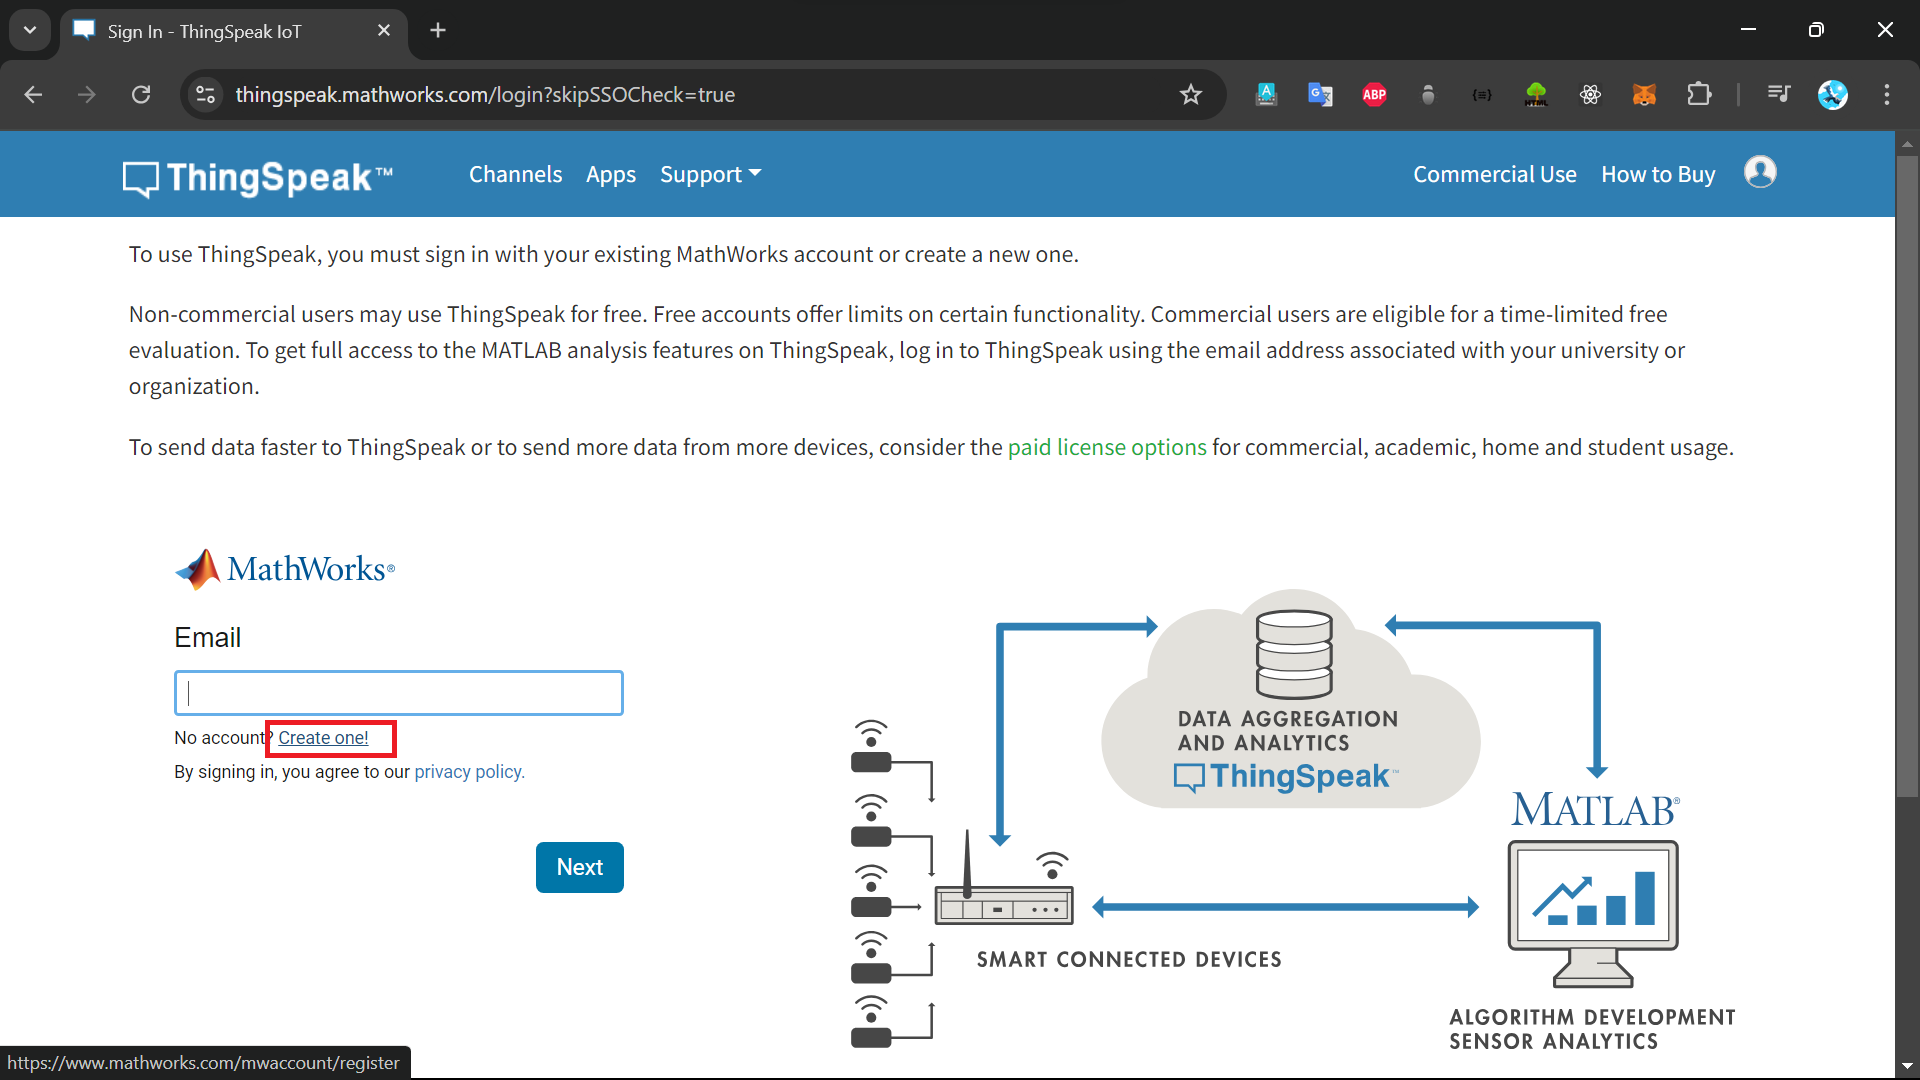 Sign In - ThingSpeak IoT
thingspeak.mathworks.com/login?skipSSOCheck=true
A
G
ABP
{≡}
HTML
ThingSpeak™
Channels
Apps
Support
Commercial Use
How to Buy
To use ThingSpeak, you must sign in with your existing MathWorks account or create a new one.
Non-commercial users may use ThingSpeak for free. Free accounts offer limits on certain functionality. Commercial users are eligible for a time-limited free
evaluation. To get full access to the MATLAB analysis features on ThingSpeak, log in to ThingSpeak using the email address associated with your university or
organization.
To send data faster to ThingSpeak or to send more data from more devices, consider the paid license options for commercial, academic, home and student usage.
MathWorks®
Email
No account? Create one!
By signing in, you agree to our privacy policy.
Next
DATA AGGREGATION
AND ANALYTICS
ThingSpeak™
MATLAB®
SMART CONNECTED DEVICES
ALGORITHM DEVELOPMENT
SENSOR ANALYTICS
https://www.mathworks.com/mwaccount/register